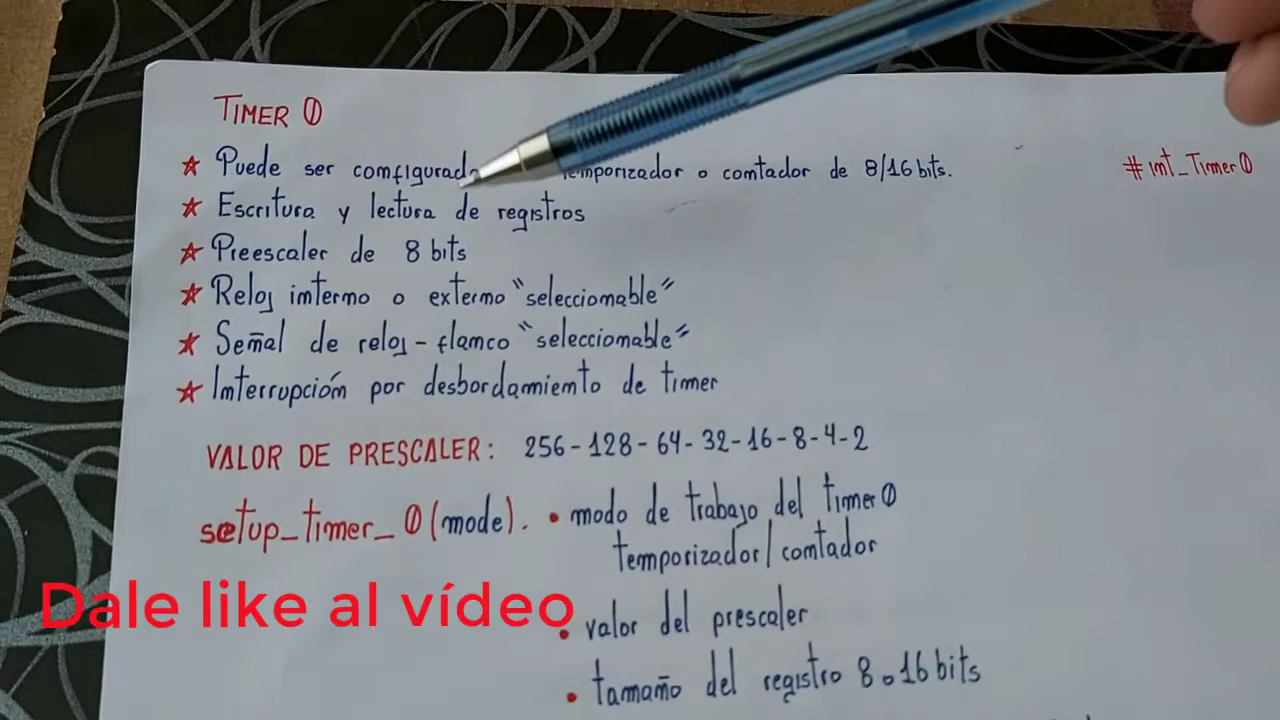 TIMER 0
★ Puede ser configurado temporizador o contador de 8/16 bits.
#int_Timer0
★ Escritura y lectura de registros
★ Preescaler de 8 bits
★ Reloj interno o externo "seleccionable"
★ Señal de reloj - flanco "seleccionable"
★ Interrupción por desbordamiento de timer
VALOR DE PRESCALER: 256 - 128 - 64 - 32 - 16 - 8 - 4 - 2
setup_timer_0 (mode). • modo de trabajo del timer0
temporizador/contador
Dale like al vídeo
• valor del prescaler
• tamaño del registro 8 o 16 bits